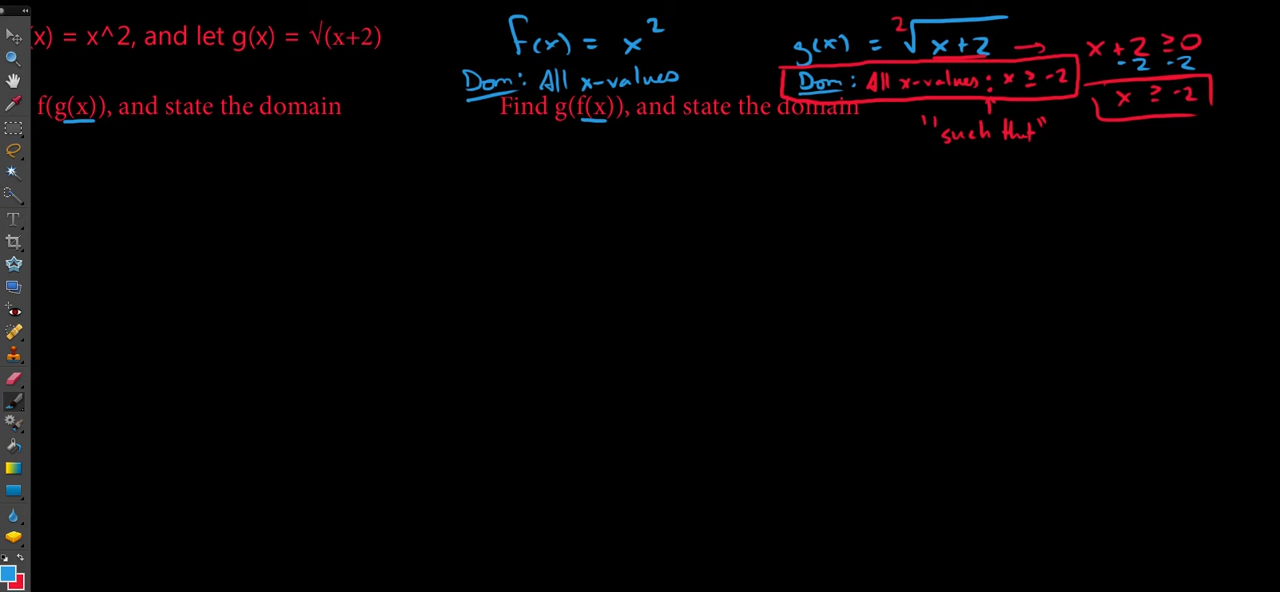 (x) = x^2, and let g(x) = √(x+2)
f(x) = x²
Dom: All x-values
g(x) = ²√x+2 → x+2 ≥ 0
-2 -2
x ≥ -2
Dom: All x-values : x ≥ -2
"such that"
f(g(x)), and state the domain
Find g(f(x)), and state the domain